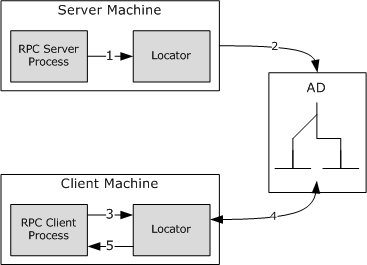 Server Machine
RPC Server
Process
1
Locator
2
AD
Client Machine
RPC Client
Process
3
5
Locator
4